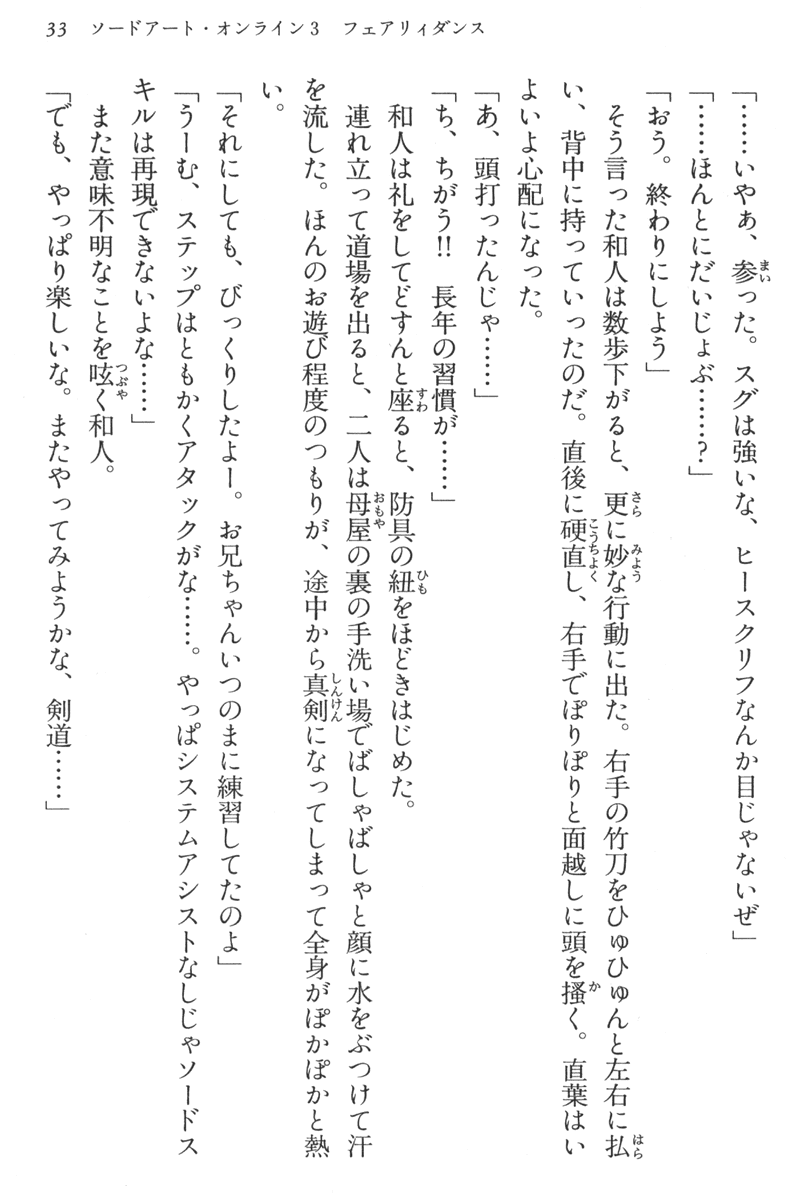 33　ソードアート・オンライン3　フェアリィダンス
「……いやぁ、参った。スグは強いな、ヒースクリフなんか目じゃないぜ」
「……ほんとにだいじょぶ……？」
「おう。終わりにしよう」
　そう言った和人は数歩下がると、更に妙な行動に出た。右手の竹刀をひゅひゅんと左右に払
い、背中に持っていったのだ。直後に硬直し、右手でぽりぽりと面越しに頭を掻く。直葉はい
よいよ心配になった。
「あ、頭打ったんじゃ……」
「ち、ちがう!!　長年の習慣が……」
　和人は礼をしてどすんと座ると、防具の紐をほどきはじめた。
　連れ立って道場を出ると、二人は母屋の裏の手洗い場でばしゃばしゃと顔に水をぶつけて汗
を流した。ほんのお遊び程度のつもりが、途中から真剣になってしまって全身がぽかぽかと熱
い。
「それにしても、びっくりしたよー。お兄ちゃんいつのまに練習してたのよ」
「うーむ、ステップはともかくアタックがな……。やっぱシステムアシストなしじゃソードス
キルは再現できないよな……」
　また意味不明なことを呟く和人。
「でも、やっぱり楽しいな。またやってみようかな、剣道……」